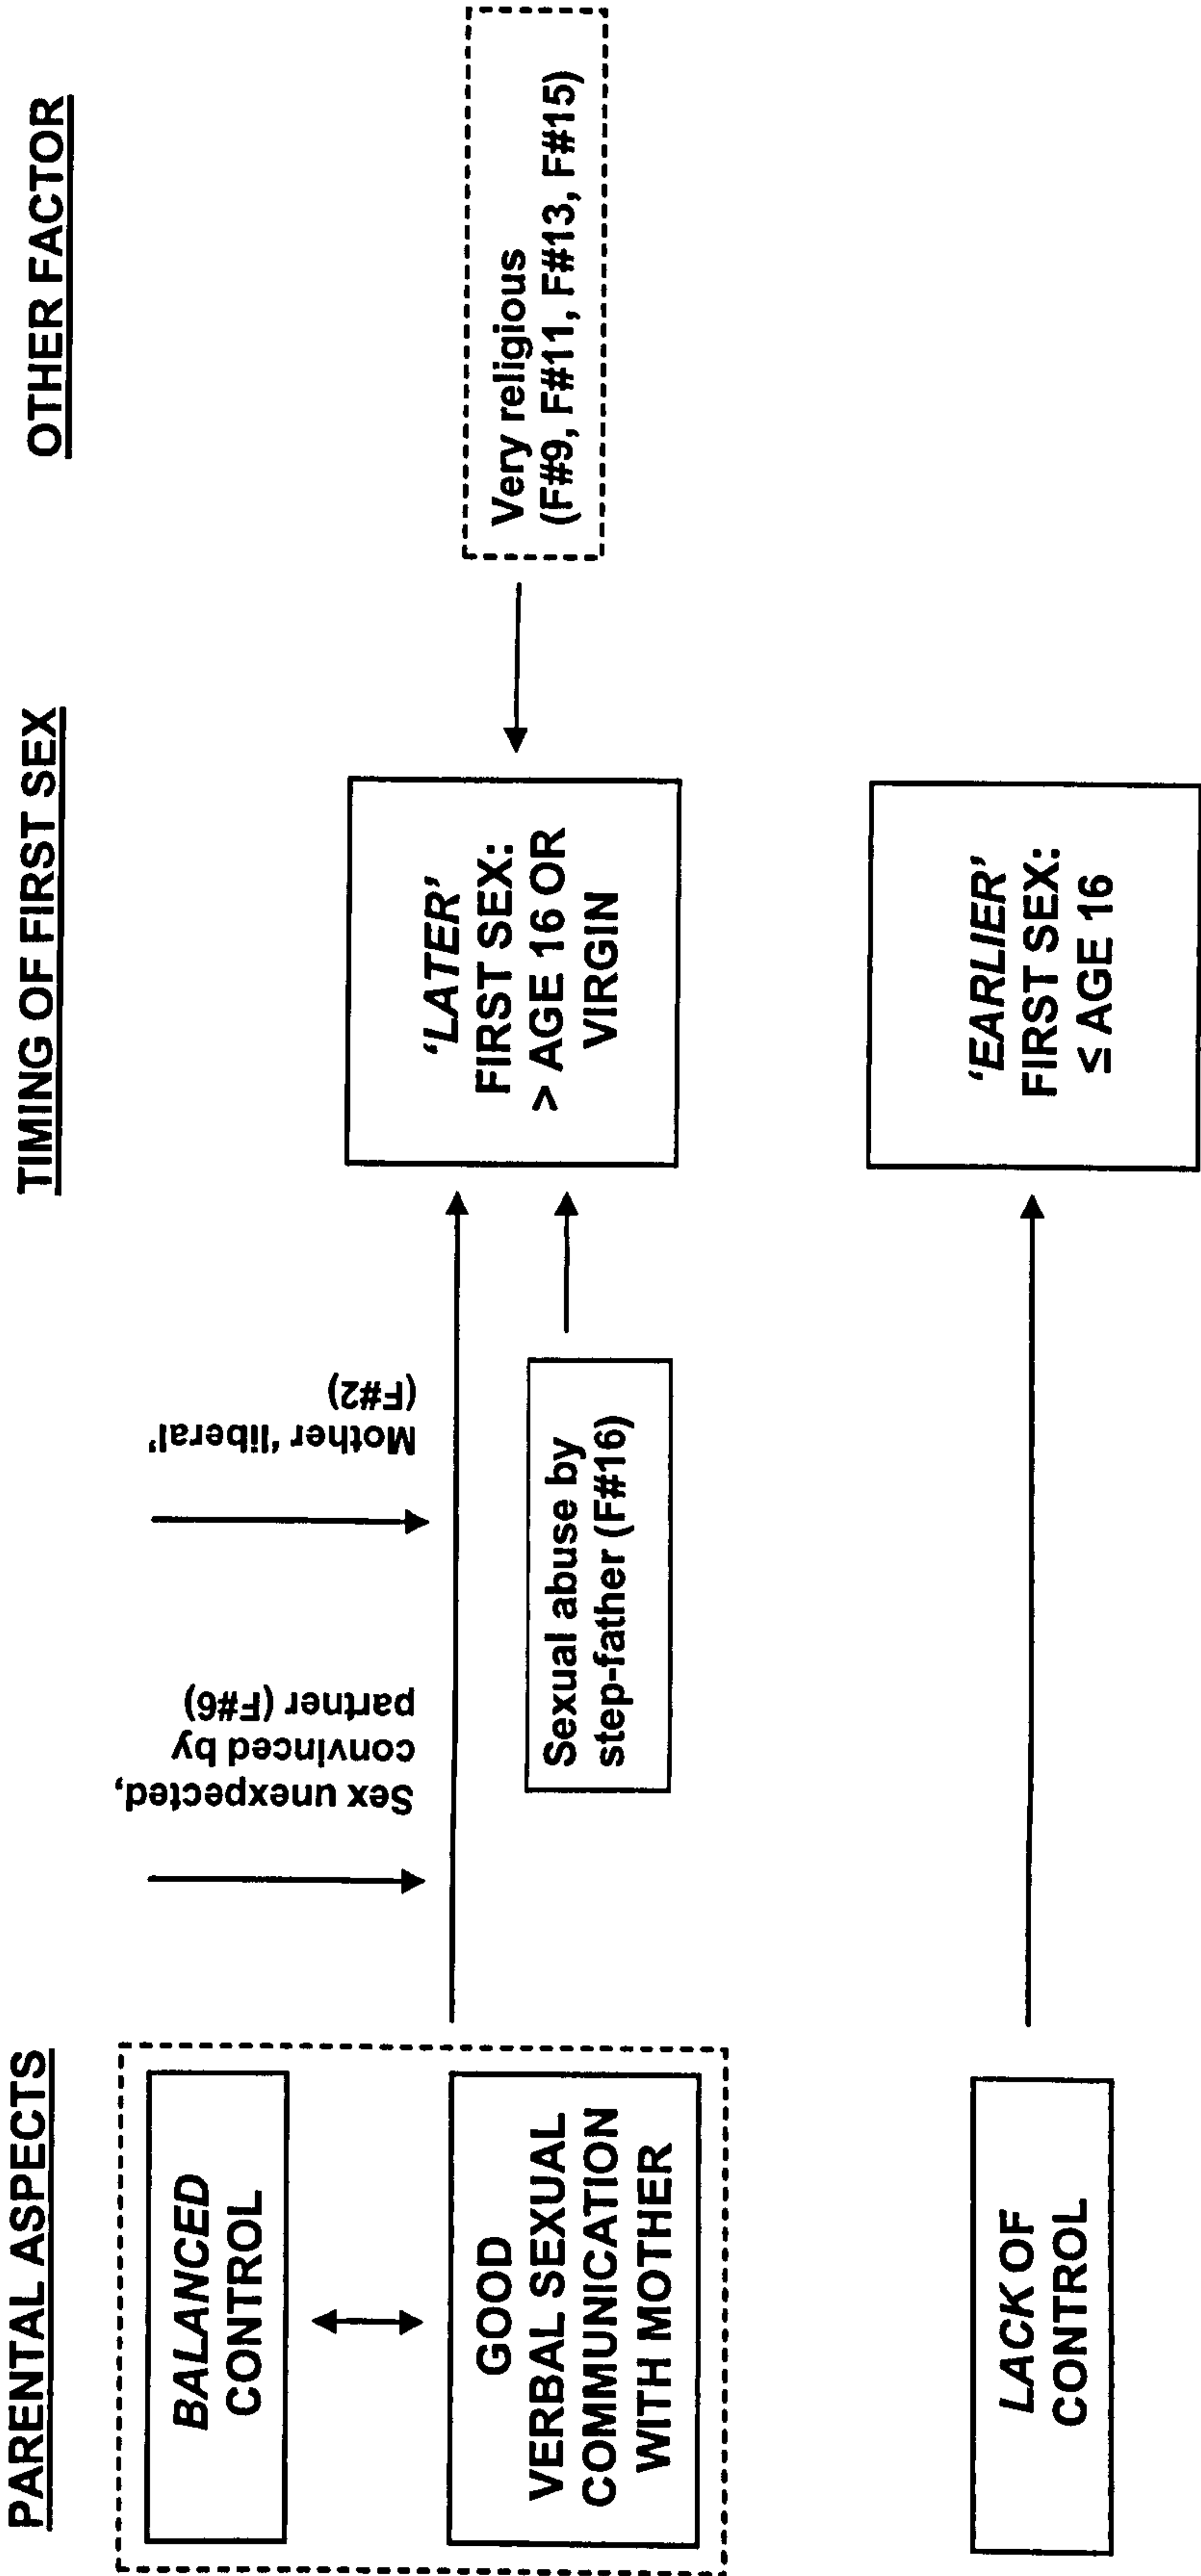 PARENTAL ASPECTS
TIMING OF FIRST SEX
OTHER FACTOR
BALANCED
CONTROL
GOOD
VERBAL SEXUAL
COMMUNICATION
WITH MOTHER
Sex unexpected,
convinced by
partner (F#6)
Mother 'liberal'
(F#2)
Sexual abuse by
step-father (F#16)
'LATER'
FIRST SEX:
> AGE 16 OR
VIRGIN
Very religious
(F#9, F#11, F#13, F#15)
LACK OF
CONTROL
'EARLIER'
FIRST SEX:
≤ AGE 16